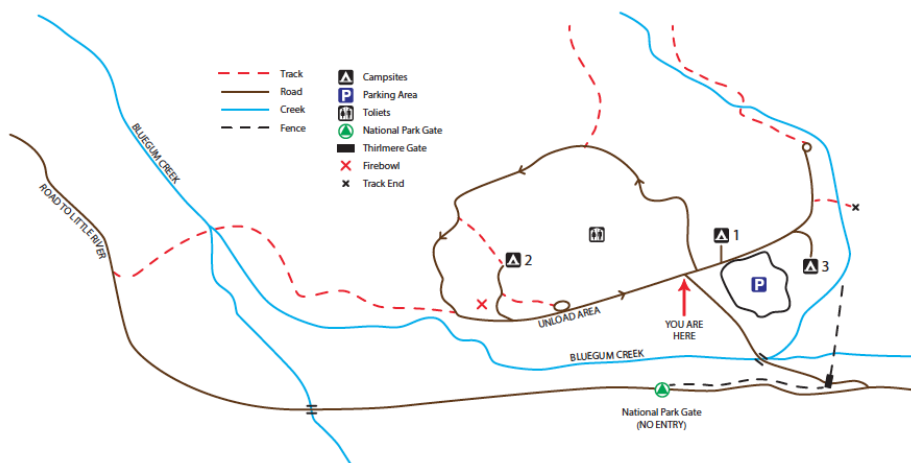 Track
Road
Creek
Fence
Campsites
P
Parking Area
Toliets
National Park Gate
Thirlmere Gate
Firebowl
Track End
BLUEGUM CREEK
ROAD TO LITTLE RIVER
1
2
3
P
UNLOAD AREA
YOU ARE
HERE
BLUEGUM CREEK
National Park Gate
(NO ENTRY)